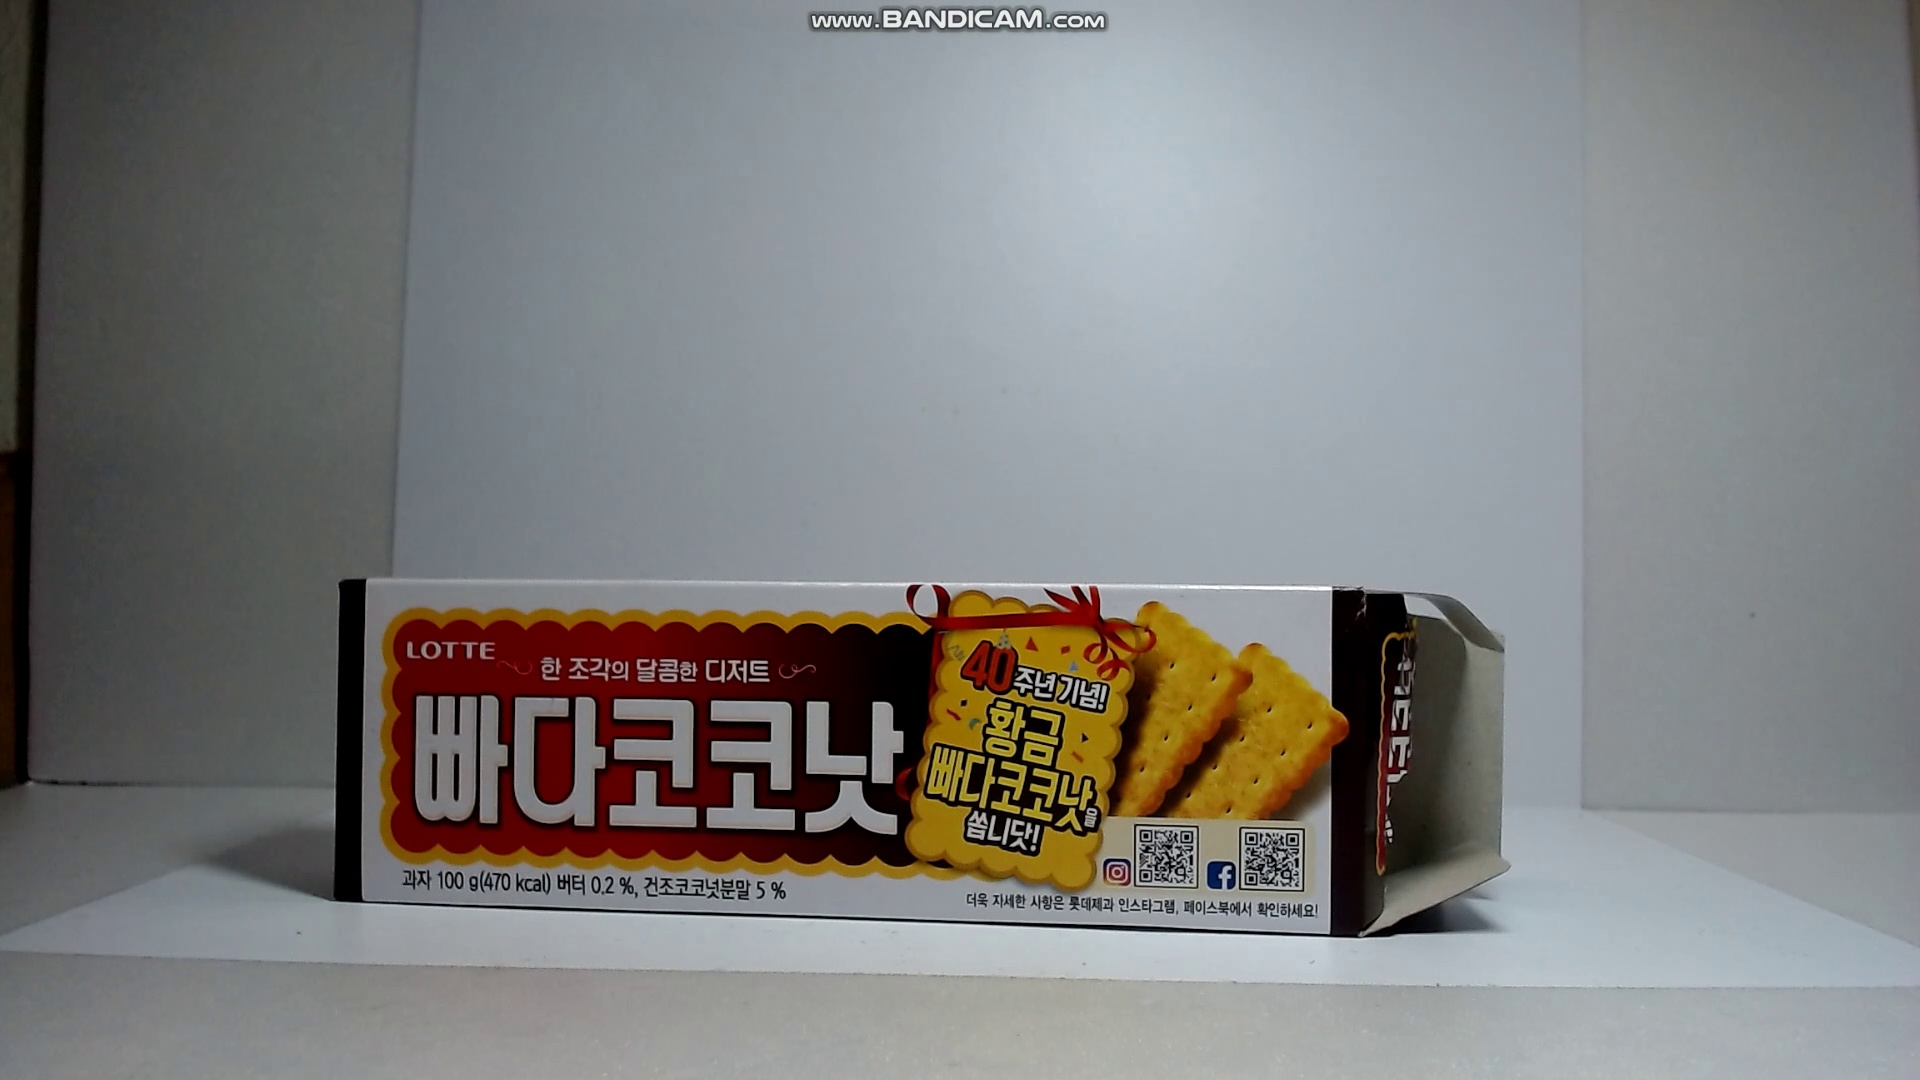 www.BANDICAM.com
LOTTE
한 조각의 달콤한 디저트
빠다코코낫
40주년 기념!
황금
빠다코코낫을
쏩니닷!
과자 100 g(470 kcal) 버터 0.2 %, 건조코코넛분말 5 %
더욱 자세한 사항은 롯데제과 인스타그램, 페이스북에서 확인하세요!